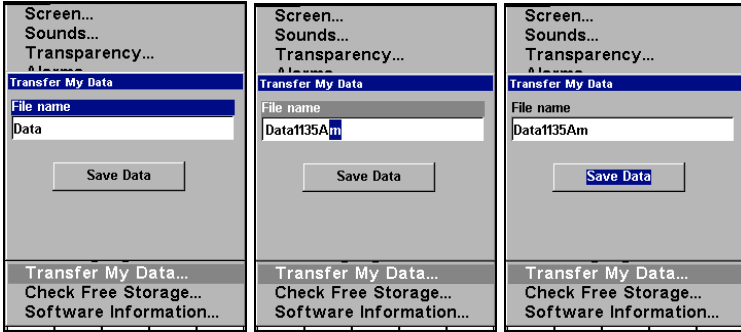 Screen...
Sounds...
Transparency...
Transfer My Data
File name
Data
Save Data
Transfer My Data...
Check Free Storage...
Software Information...
Screen...
Sounds...
Transparency...
Transfer My Data
File name
Data1135Am
Save Data
Transfer My Data...
Check Free Storage...
Software Information...
Screen...
Sounds...
Transparency...
Transfer My Data
File name
Data1135Am
Save Data
Transfer My Data...
Check Free Storage...
Software Information...